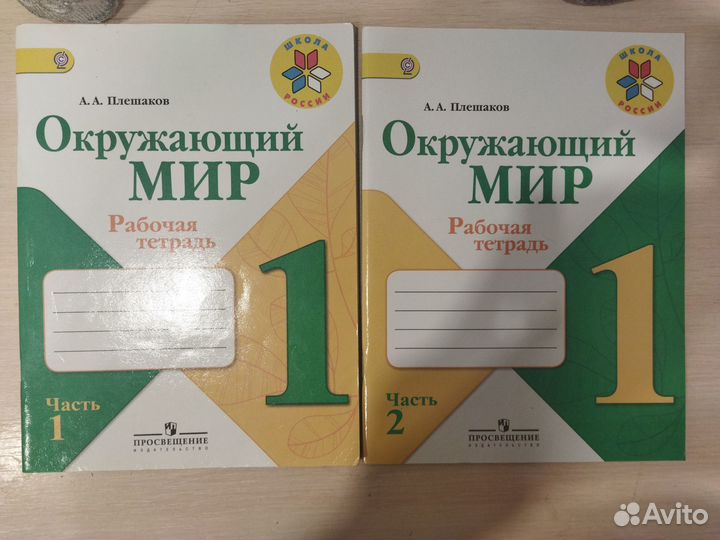 ШКОЛА
РОССИИ
А. А. Плешаков
Окружающий
МИР
Рабочая
тетрадь
1
Часть
1
ПРОСВЕЩЕНИЕ
ИЗДАТЕЛЬСТВО
ШКОЛА
РОССИИ
А. А. Плешаков
Окружающий
МИР
Рабочая
тетрадь
1
Часть
2
ПРОСВЕЩЕНИЕ
ИЗДАТЕЛЬСТВО
Avito